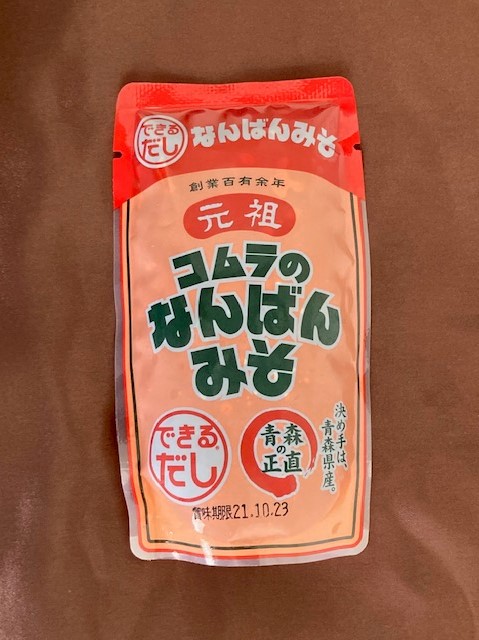 できる
だし
なんばんみそ
創業百有余年
元祖
コムラの
なんばん
みそ
できる
だし
青森
の
正直
決め手は、
青森県産。
賞味期限21.10.23